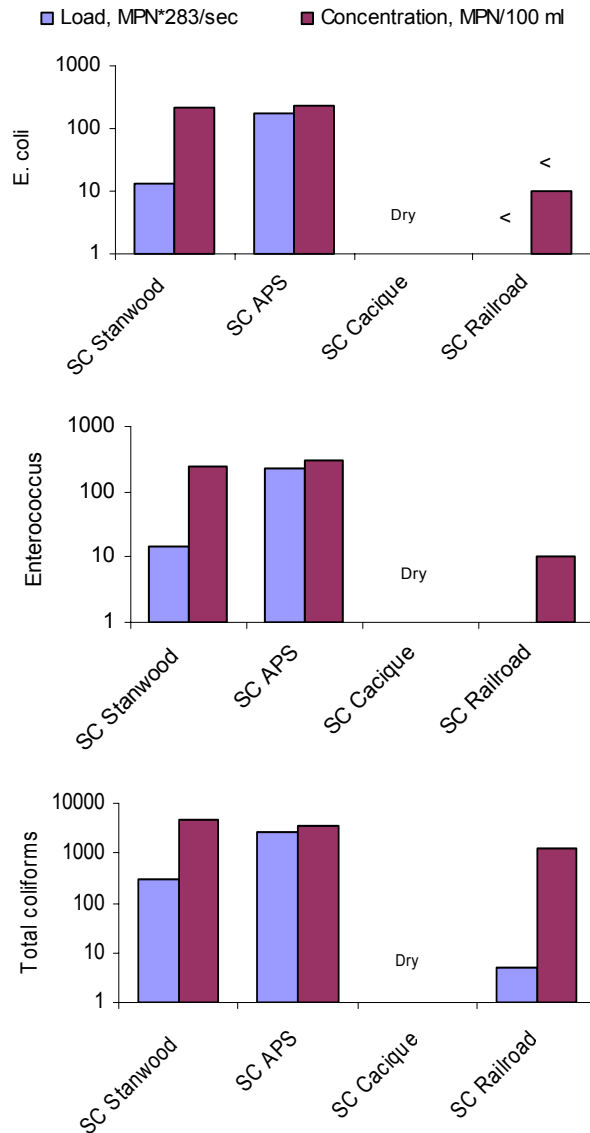 Load, MPN*283/sec Concentration, MPN/100 ml
E. coli
1000
100
10
1
Dry
<
<
SC Stanwood
SC APS
SC Cacique
SC Railroad
Enterococcus
1000
100
10
1
Dry
SC Stanwood
SC APS
SC Cacique
SC Railroad
Total coliforms
10000
1000
100
10
1
Dry
SC Stanwood
SC APS
SC Cacique
SC Railroad